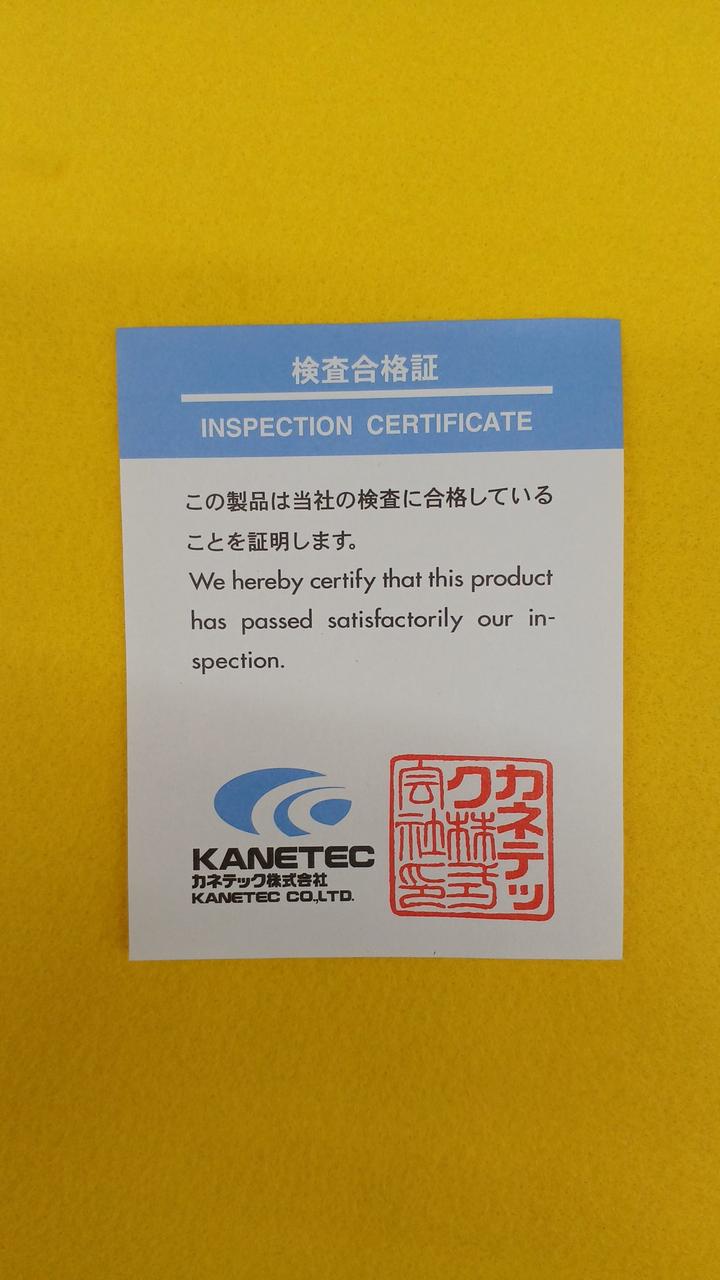 検査合格証
INSPECTION CERTIFICATE
この製品は当社の検査に合格している
ことを証明します。
We hereby certify that this product
has passed satisfactorily our in-
spection.
KANETEC
カネテック株式会社
KANETEC CO.,LTD.
カネテッ
ク株式
会社印